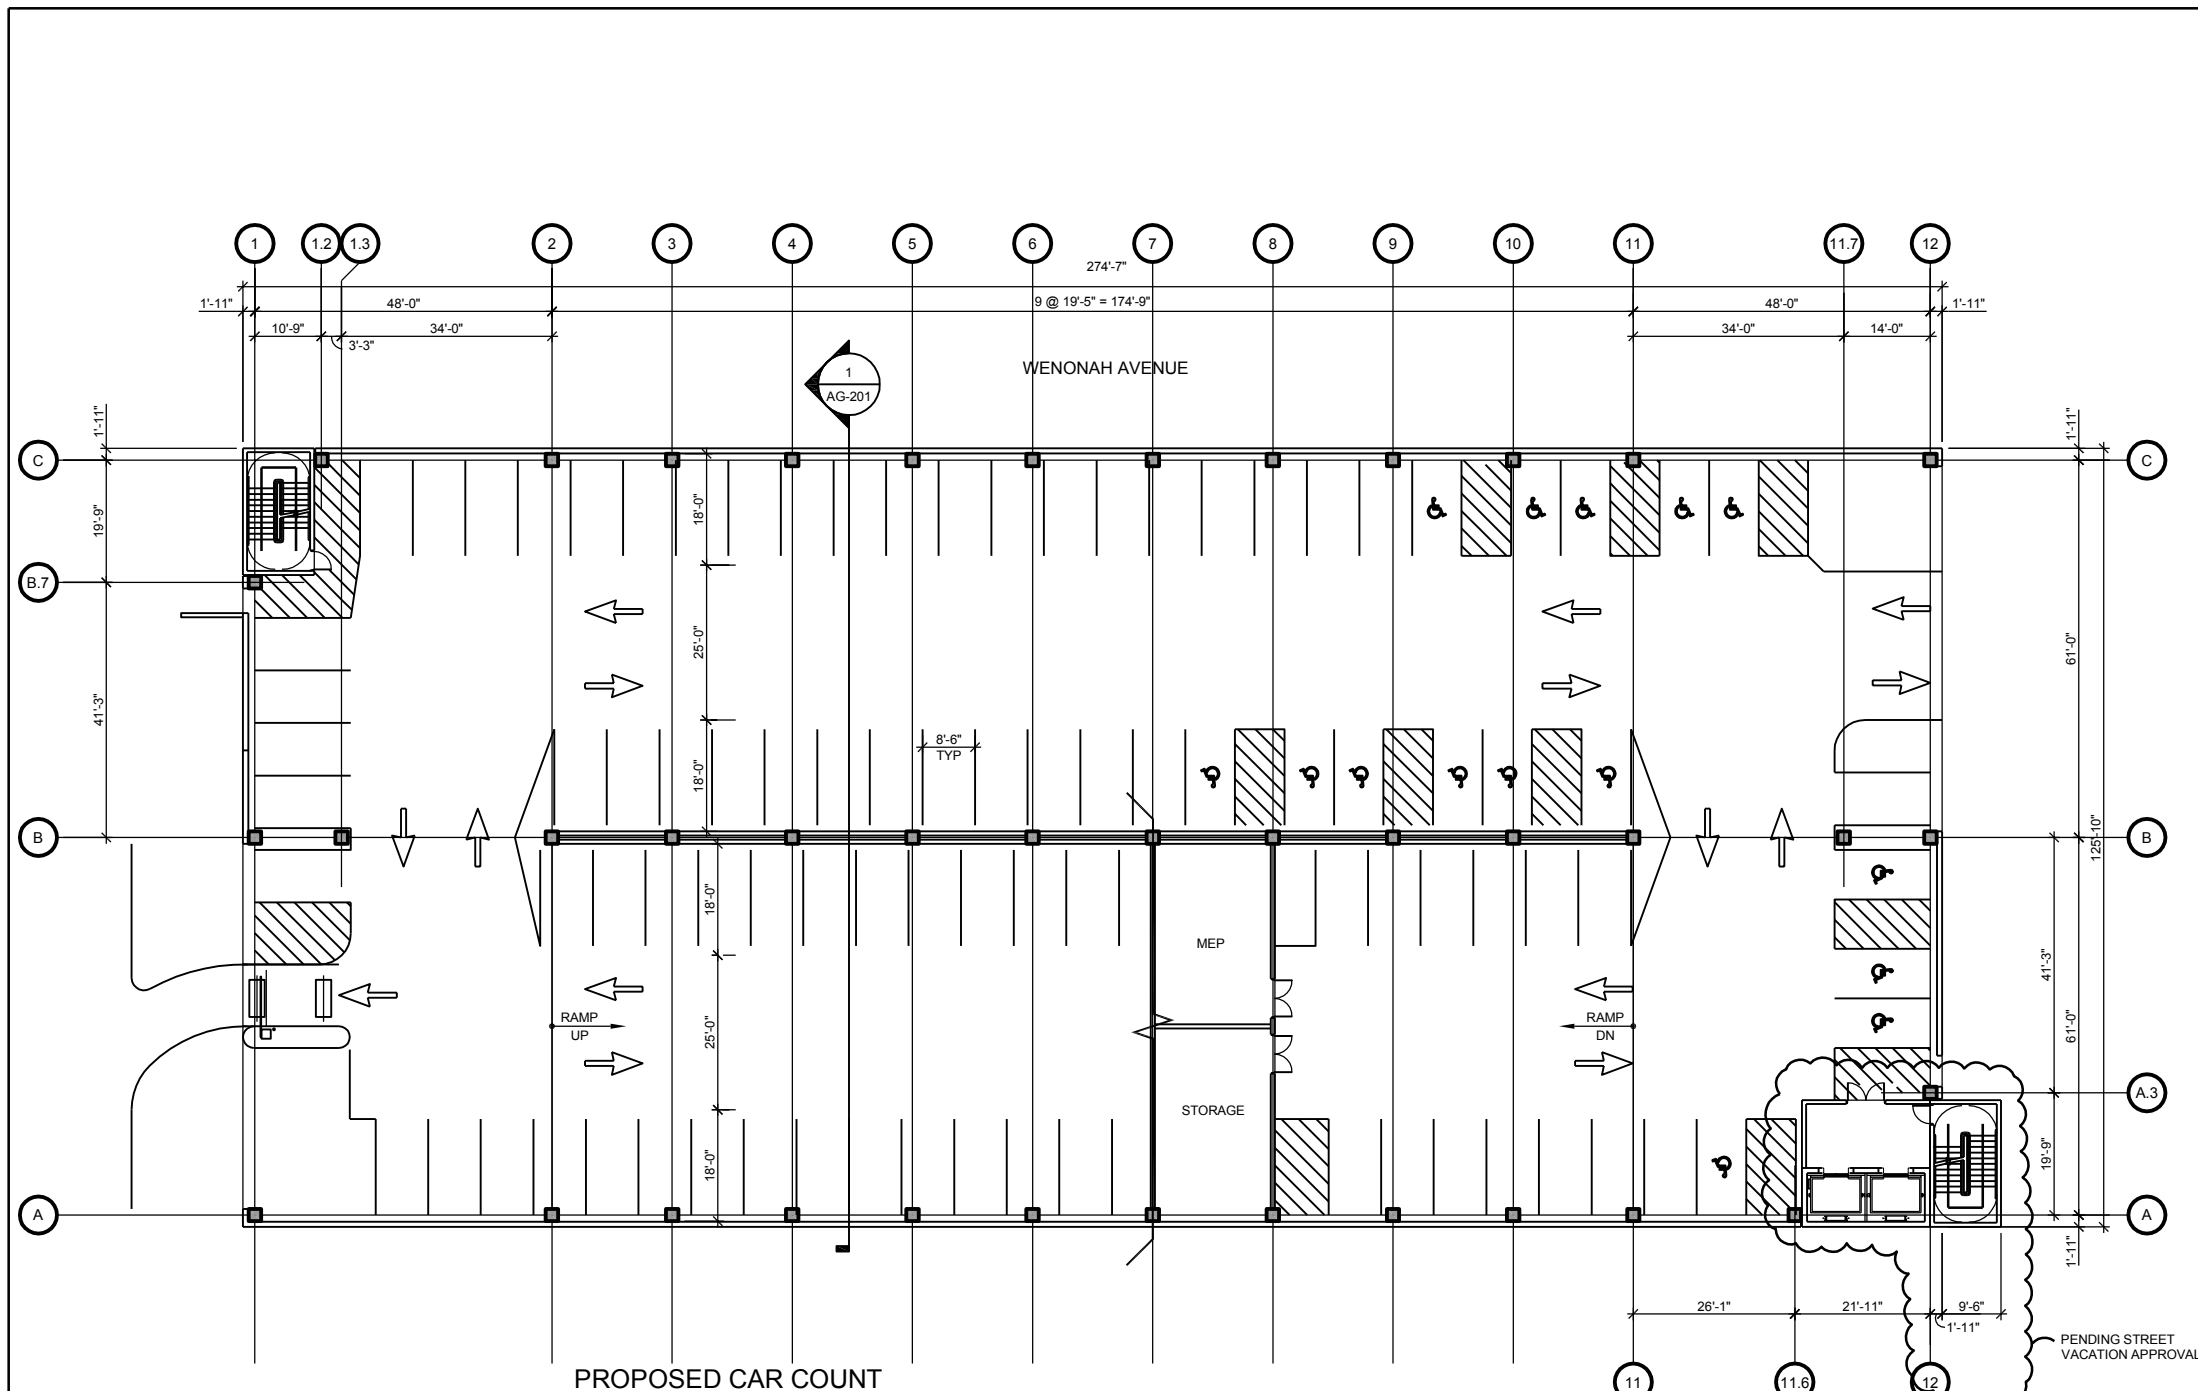 1 1.2 1.3 2 3 4 5 6 7 8 9 10 11 11.7 12
274'-7"
1'-11" 48'-0" 9 @ 19'-5" = 174'-9" 48'-0" 1'-11"
10'-9" 34'-0" 34'-0" 14'-0"
3'-3"
WENONAH AVENUE
1
AG-201
1'-11" 1'-11"
C C
18'-0"
19'-9"
B.7
25'-0" 61'-0"
41'-3"
8'-6"
TYP
18'-0"
B B
125'-10"
18'-0"
MEP
41'-3"
RAMP
UP
RAMP
DN
25'-0" 61'-0"
A.3
STORAGE
18'-0" 19'-9"
A A
1'-11"
26'-1" 21'-11" 9'-6"
1'-11"
PENDING STREET
VACATION APPROVAL
PROPOSED CAR COUNT
11 11.6 12